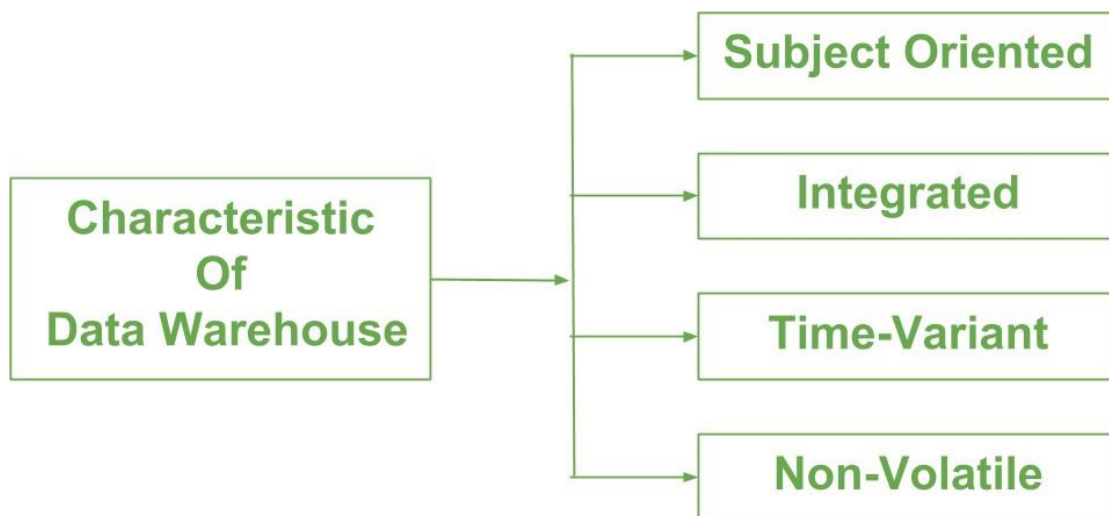 Characteristic
Of
Data Warehouse
Subject Oriented
Integrated
Time-Variant
Non-Volatile